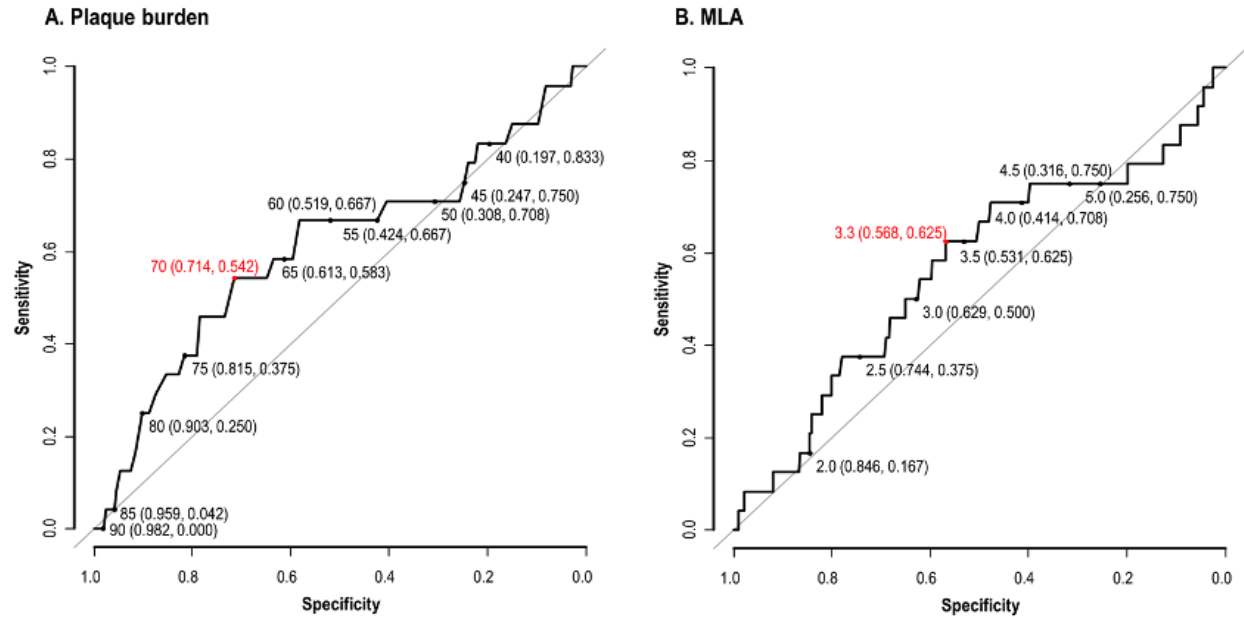 A. Plaque burden
Sensitivity
1.0
0.8
0.6
0.4
0.2
0.0
40 (0.197, 0.833)
45 (0.247, 0.750)
60 (0.519, 0.667)
50 (0.308, 0.708)
55 (0.424, 0.667)
70 (0.714, 0.542)
65 (0.613, 0.583)
75 (0.815, 0.375)
80 (0.903, 0.250)
85 (0.959, 0.042)
90 (0.982, 0.000)
1.0 0.8 0.6 0.4 0.2 0.0
Specificity
B. MLA
Sensitivity
1.0
0.8
0.6
0.4
0.2
0.0
4.5 (0.316, 0.750)
5.0 (0.256, 0.750)
4.0 (0.414, 0.708)
3.3 (0.568, 0.625)
3.5 (0.531, 0.625)
3.0 (0.629, 0.500)
2.5 (0.744, 0.375)
2.0 (0.846, 0.167)
1.0 0.8 0.6 0.4 0.2 0.0
Specificity